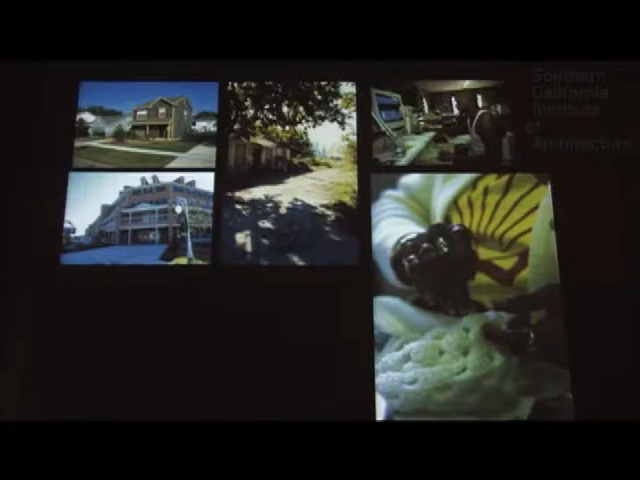 Southern
California
Institute
of
Architecture